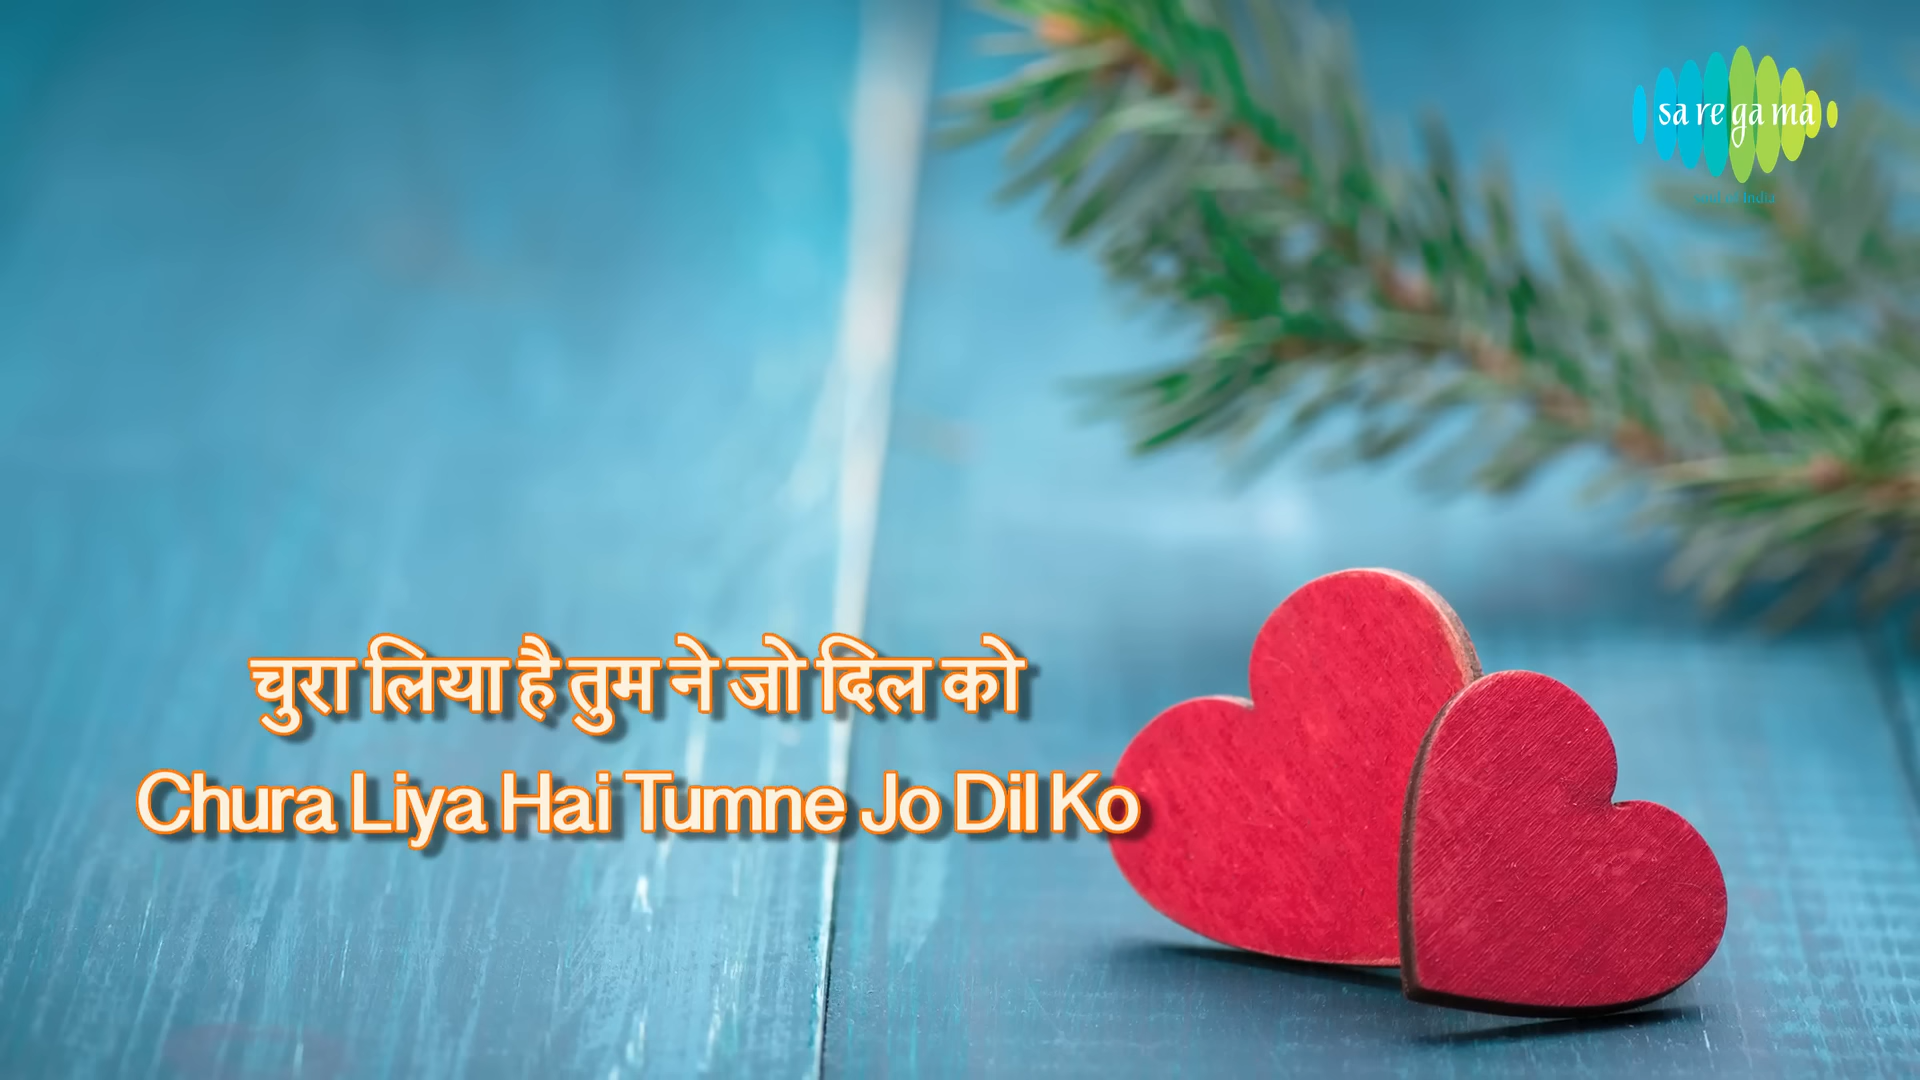 sa re ga ma
चुरा लिया है तुम ने जो दिल को
Chura Liya Hai Tumne Jo Dil Ko